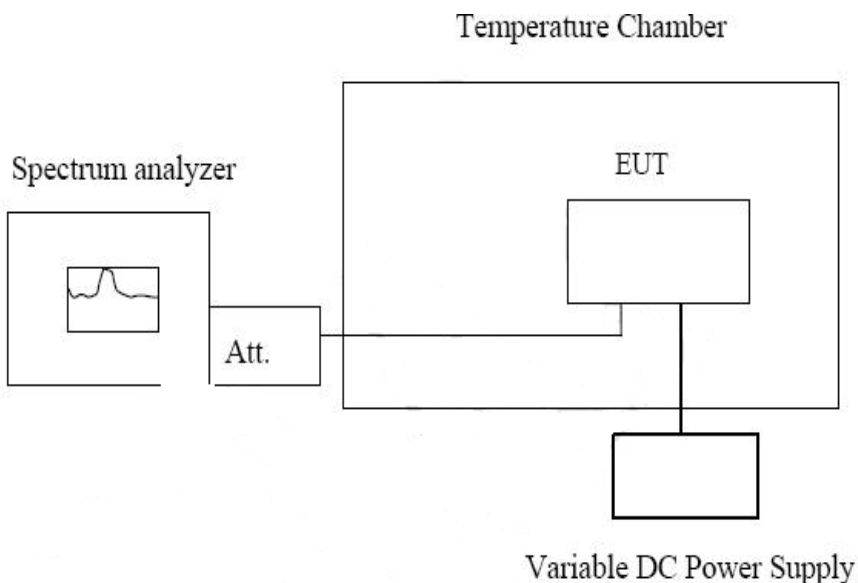 Temperature Chamber
Spectrum analyzer
EUT
Att.
Variable DC Power Supply